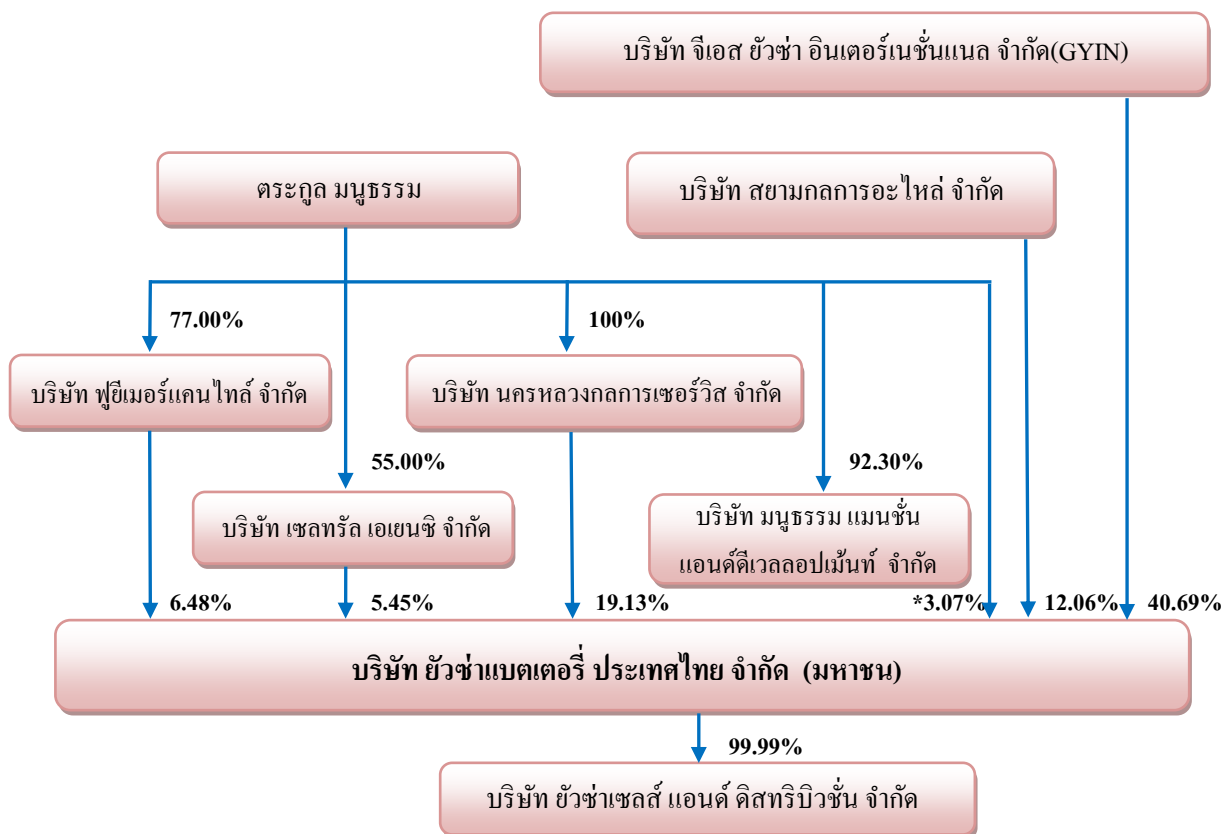 บริษัท จีเอส ยัวซ่า อินเตอร์เนชั่นแนล จำกัด(GYIN)
ตระกูล มนูธรรม
บริษัท สยามกลการอะไหล่ จำกัด
77.00%
100%
บริษัท ฟูยีเมอร์แคนไทล์ จำกัด
บริษัท นครหลวงกลการเซอร์วิส จำกัด
55.00%
92.30%
บริษัท เซลทรัล เอเยนซิ จำกัด
บริษัท มนูธรรม แมนชั่น
แอนด์ดีเวลลอปเม้นท์ จำกัด
6.48%
5.45%
19.13%
*3.07%
12.06%
40.69%
บริษัท ยัวซ่าแบตเตอรี่ ประเทศไทย จำกัด (มหาชน)
99.99%
บริษัท ยัวซ่าเซลส์ แอนด์ ดิสทริบิวชั่น จำกัด